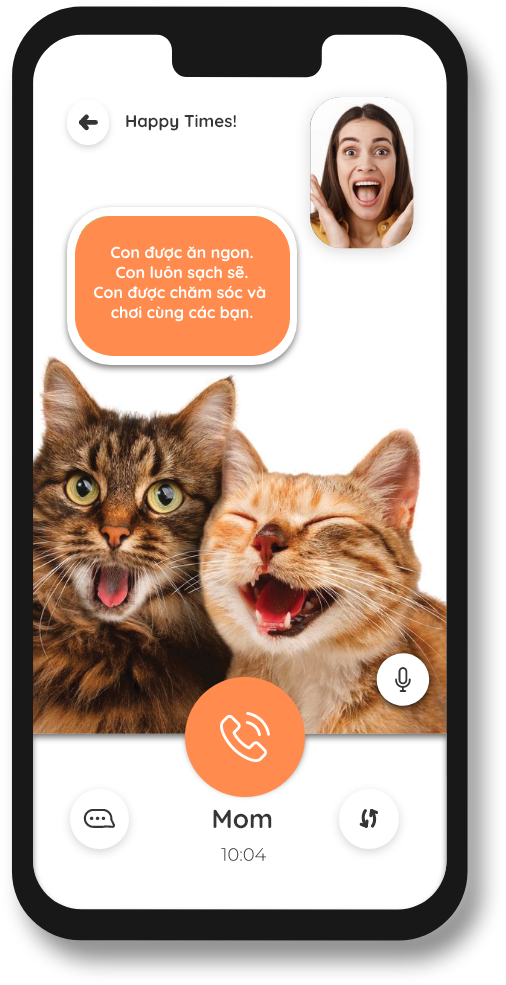 Happy Times!
Con được ăn ngon.
Con luôn sạch sẽ.
Con được chăm sóc và
chơi cùng các bạn.
Mom
10:04